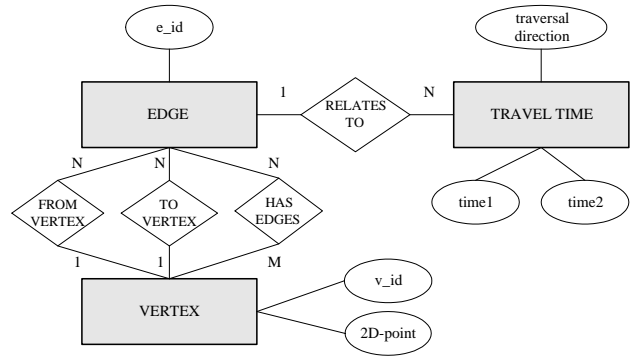 e_id
traversal
direction
EDGE
1
RELATES
TO
N
TRAVEL TIME
N
N
N
FROM
VERTEX
TO
VERTEX
HAS
EDGES
time1
time2
1
1
M
VERTEX
v_id
2D-point